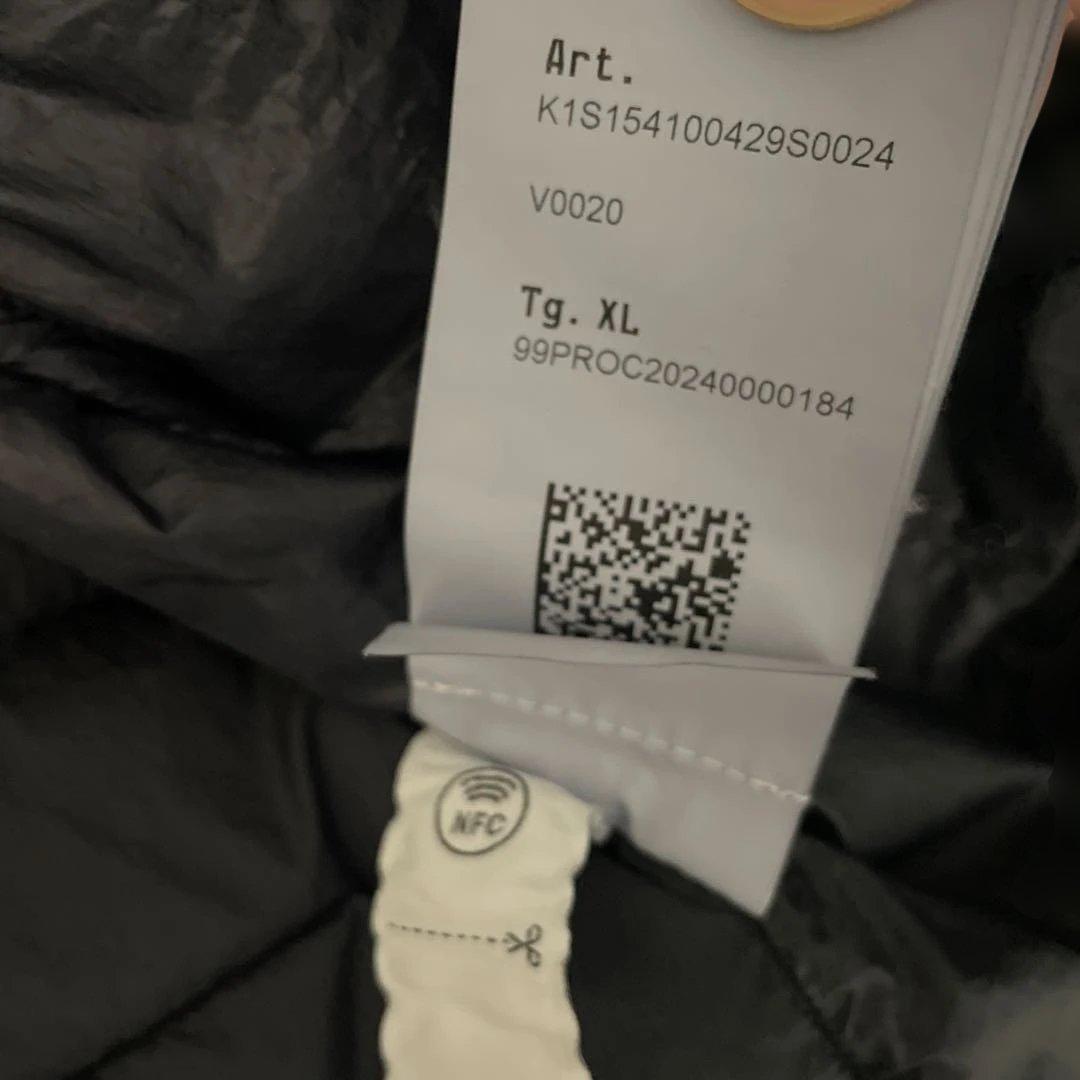 Art.
K1S154100429S0024
V0020
Tg. XL
99PROC20240000184
NFC